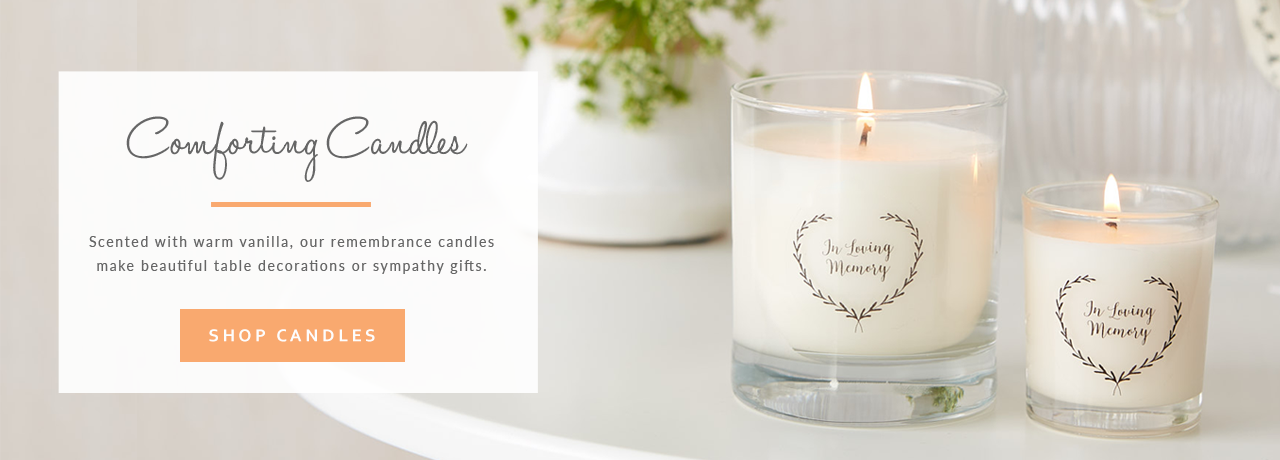 Comforting Candles
Scented with warm vanilla, our remembrance candles
make beautiful table decorations or sympathy gifts.
SHOP CANDLES
In Loving
Memory
In Loving
Memory